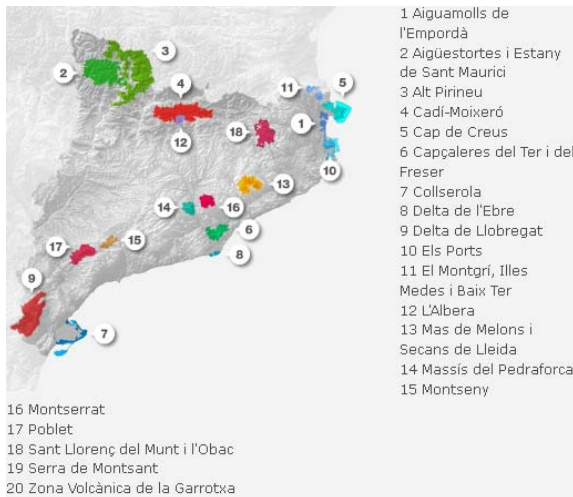 3
2
4
11
5
1
18
12
10
13
14
16
6
15
17
8
9
7
1 Aiguamolls de
l'Empordà
2 Aigüestortes i Estany
de Sant Maurici
3 Alt Pirineu
4 Cadí-Moixeró
5 Cap de Creus
6 Capçaleres del Ter i del
Freser
7 Collserola
8 Delta de l'Ebre
9 Delta de Llobregat
10 Els Ports
11 El Montgrí, Illes
Medes i Baix Ter
12 L'Albera
13 Mas de Melons i
Secans de Lleida
14 Massís del Pedraforca
15 Montseny
16 Montserrat
17 Poblet
18 Sant Llorenç del Munt i l'Obac
19 Serra de Montsant
20 Zona Volcànica de la Garrotxa